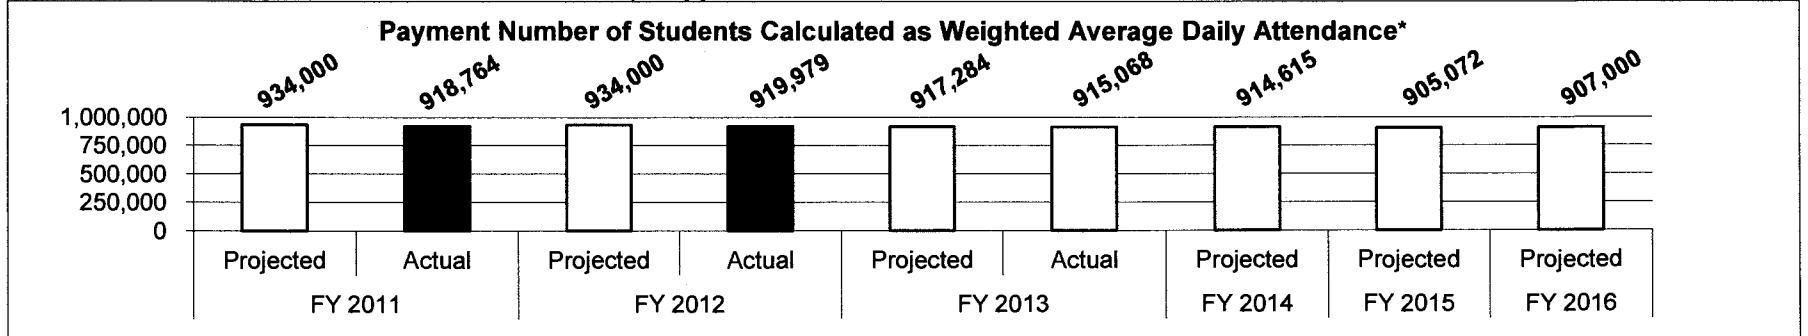 Payment Number of Students Calculated as Weighted Average Daily Attendance*
934,000 918,764 934,000 919,979 917,284 915,068 914,615 905,072 907,000
1,000,000
750,000
500,000
250,000
0
Projected Actual Projected Actual Projected Actual Projected Projected Projected
FY 2011 FY 2012 FY 2013 FY 2014 FY 2015 FY 2016